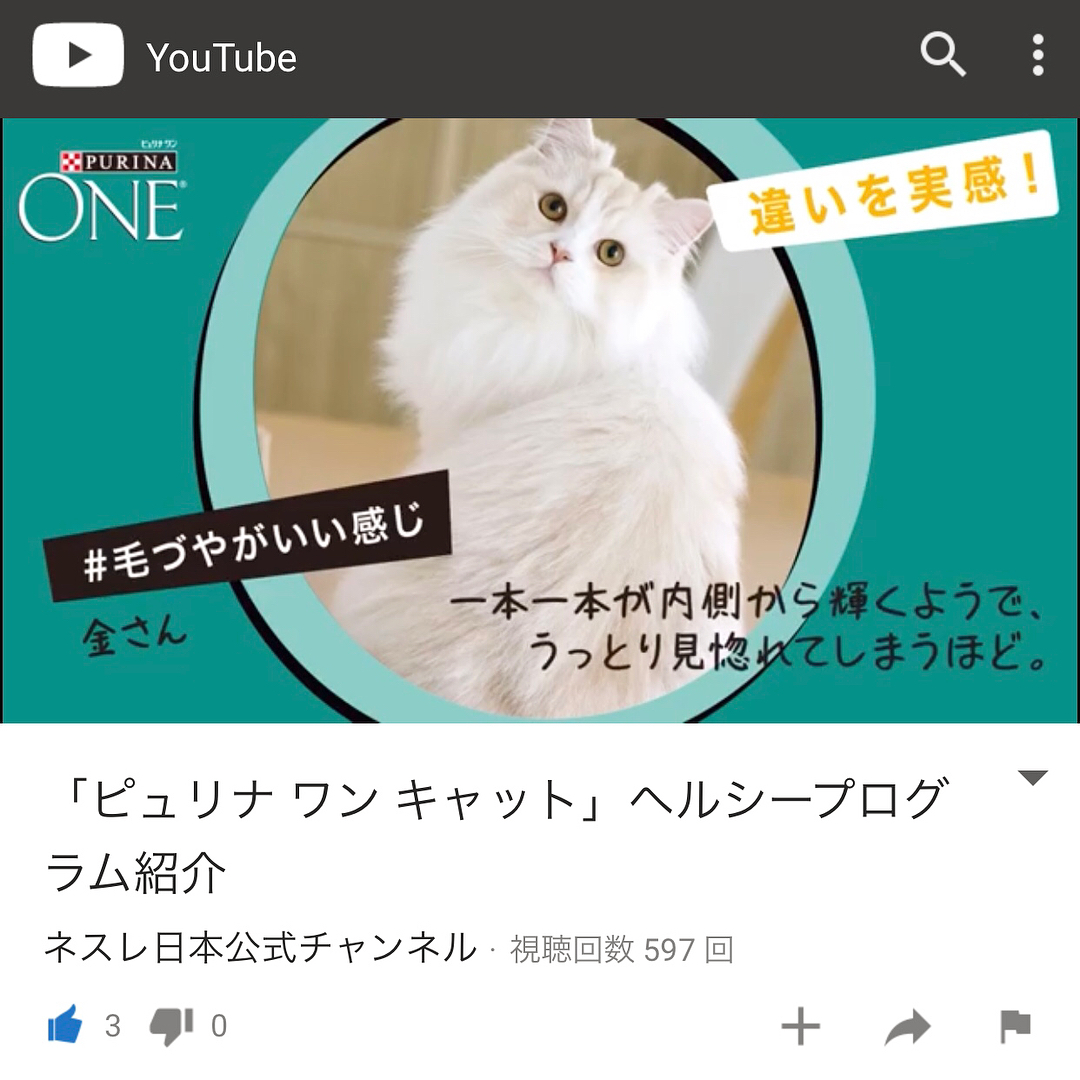 YouTube
ピュリナ ワン
PURINA
ONE
違いを実感！
#毛づやがいい感じ
金さん
一本一本が内側から輝くようで、
うっとり見惚れてしまうほど。
「ピュリナ ワン キャット」ヘルシープログ
ラム紹介
ネスレ日本公式チャンネル · 視聴回数 597 回
3 0